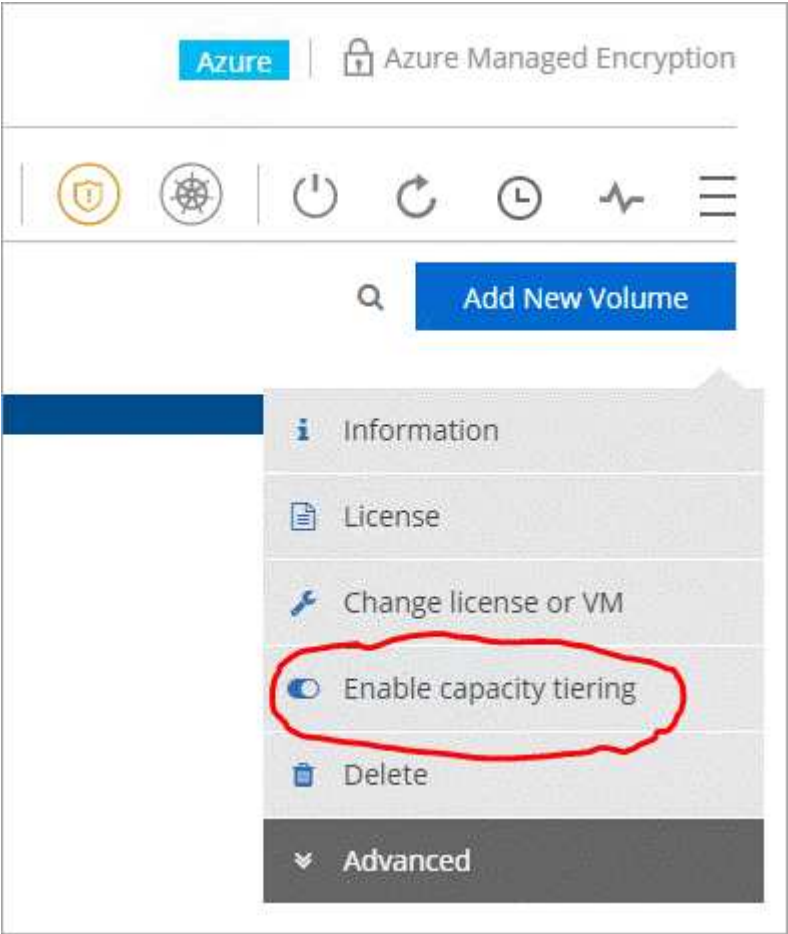 Azure
Azure Managed Encryption
Add New Volume
Information
License
Change license or VM
Enable capacity tiering
Delete
Advanced